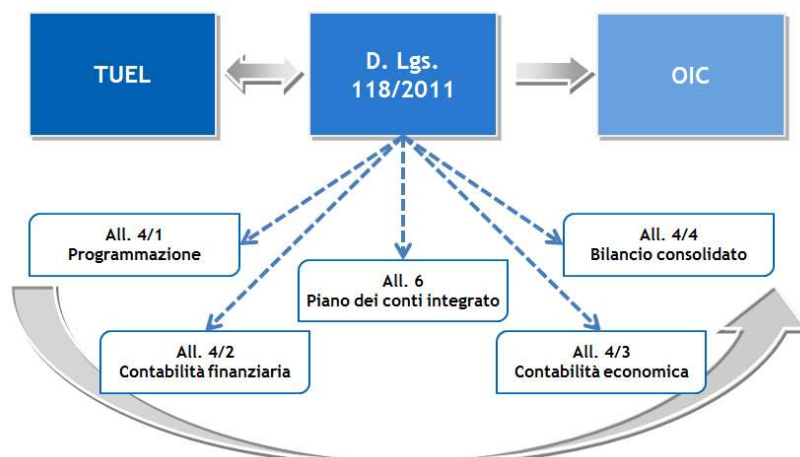 TUEL
D. Lgs.
118/2011
OIC
All. 4/1
Programmazione
All. 4/4
Bilancio consolidato
All. 6
Piano dei conti integrato
All. 4/2
Contabilità finanziaria
All. 4/3
Contabilità economica